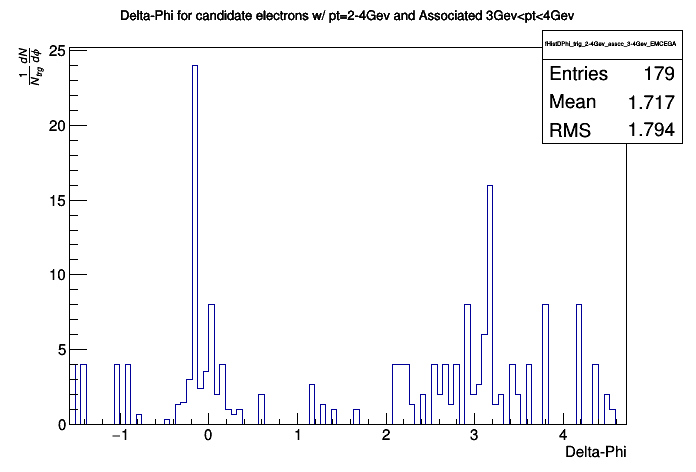 Delta-Phi for candidate electrons w/ pt=2-4Gev and Associated 3Gev<pt<4Gev
fHistDPhi_trig_2-4Gev_assoc_3-4Gev_EMCEGA
Entries 179
Mean 1.717
RMS 1.794
1 dN
N_trg dϕ
25
20
15
10
5
0
−1 0 1 2 3 4
Delta-Phi